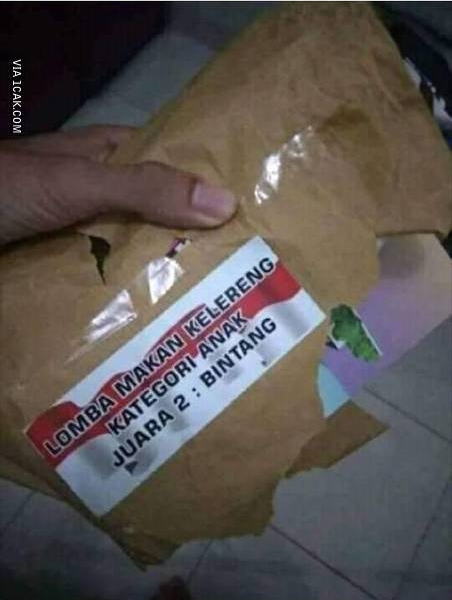 VIA 1CAK.COM
LOMBA MAKAN KELERENG
KATEGORI ANAK
JUARA 2 : BINTANG